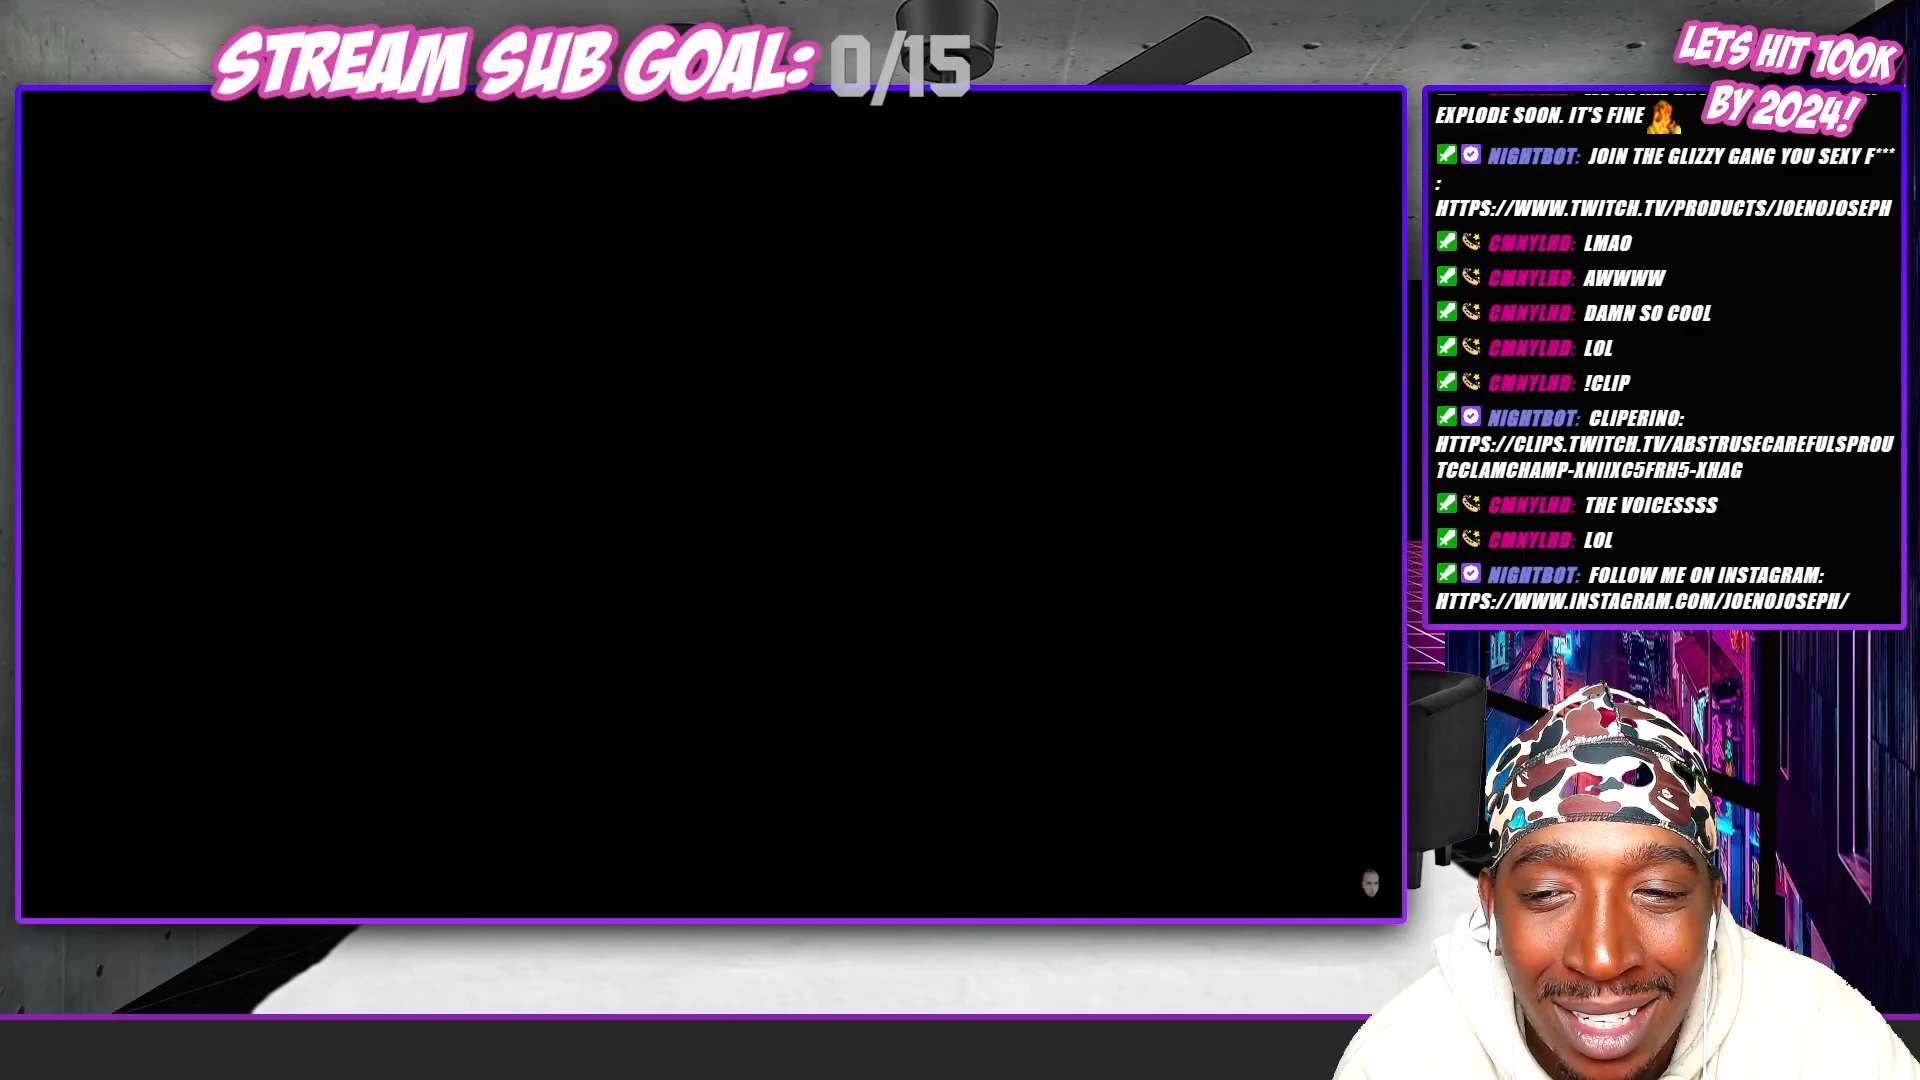 STREAM SUB GOAL: 0/15
LETS HIT 100K
BY 2024!
EXPLODE SOON. IT'S FINE
NIGHTBOT: JOIN THE GLIZZY GANG YOU SEXY F***
:
HTTPS://WWW.TWITCH.TV/PRODUCTS/JOENOJOSEPH
CMNYLHD: LMAO
CMNYLHD: AWWWW
CMNYLHD: DAMN SO COOL
CMNYLHD: LOL
CMNYLHD: !CLIP
NIGHTBOT: CLIPERINO:
HTTPS://CLIPS.TWITCH.TV/ABSTRUSECAREFULSPROU
TCCLAMCHAMP-XNIIXC5FRH5-XHAG
CMNYLHD: THE VOICESSSS
CMNYLHD: LOL
NIGHTBOT: FOLLOW ME ON INSTAGRAM:
HTTPS://WWW.INSTAGRAM.COM/JOENOJOSEPH/